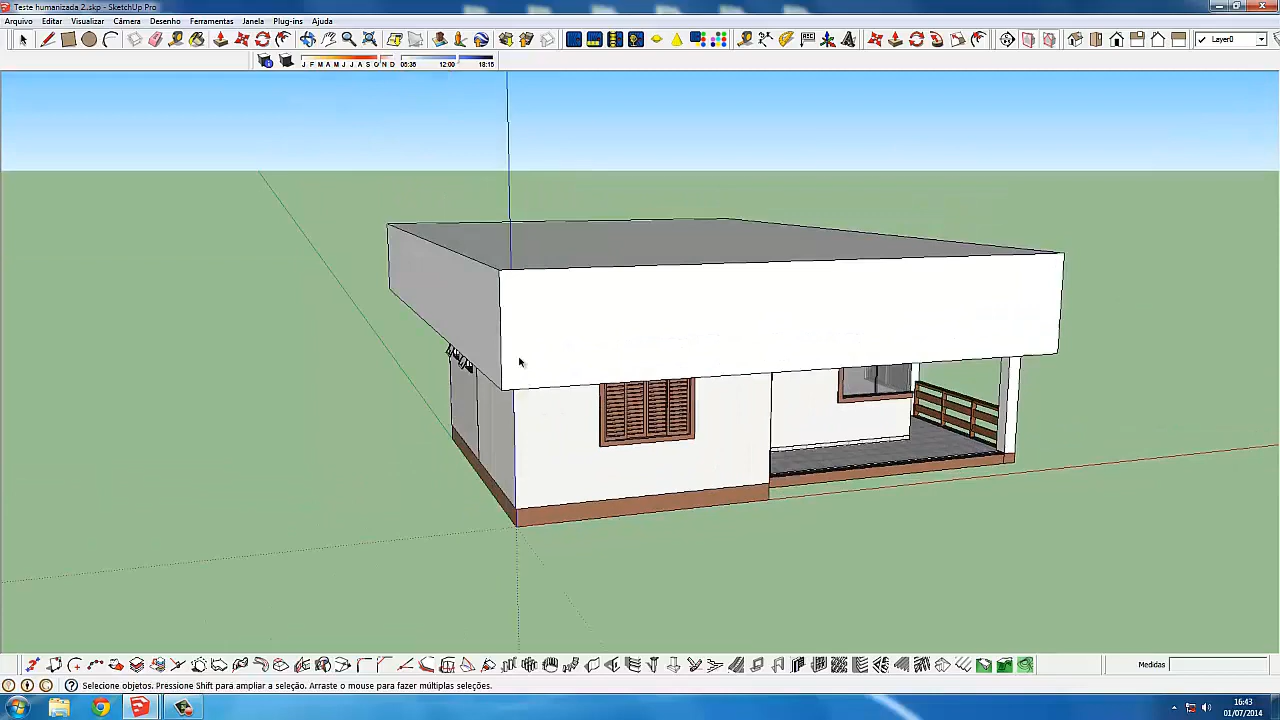 Teste humanizada 2.skp - SketchUp Pro
Arquivo Editar Visualizar Câmera Desenho Ferramentas Janela Plug-ins Ajuda
Layer0
J F M A M J J A S O N D 05:36 12:00 18:15
Medidas
Selecione objetos. Pressione Shift para ampliar a seleção. Arraste o mouse para fazer múltiplas seleções.
16:43
01/07/2014